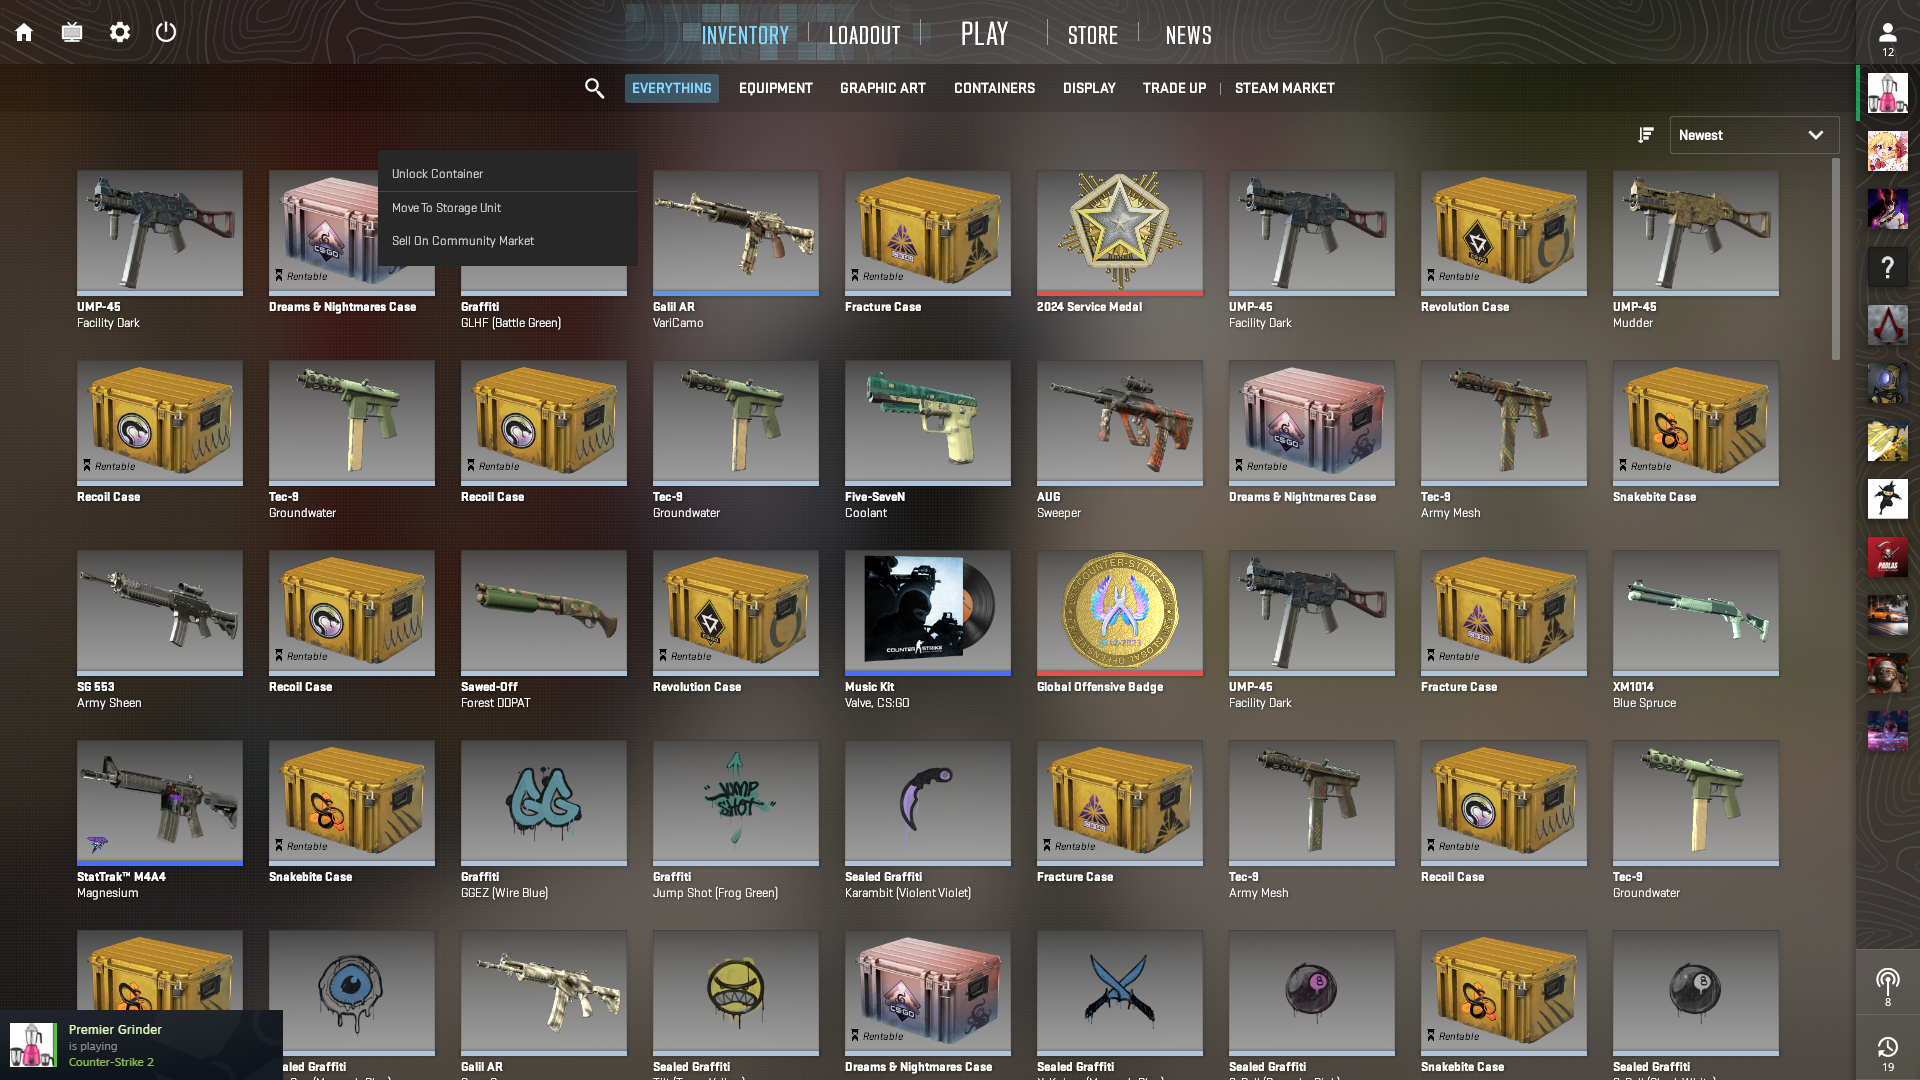 INVENTORY
LOADOUT
PLAY
STORE
NEWS
12
EVERYTHING
EQUIPMENT
GRAPHIC ART
CONTAINERS
DISPLAY
TRADE UP
STEAM MARKET
Newest
Unlock Container
Move To Storage Unit
Sell On Community Market
Rentable
Rentable
Rentable
UMP-45
Facility Dark
Dreams & Nightmares Case
Graffiti
GLHF (Battle Green)
Galil AR
VariCamo
Fracture Case
2024 Service Medal
UMP-45
Facility Dark
Revolution Case
UMP-45
Mudder
Rentable
Rentable
Rentable
Rentable
Recoil Case
Tec-9
Groundwater
Recoil Case
Tec-9
Groundwater
Five-SeveN
Coolant
AUG
Sweeper
Dreams & Nightmares Case
Tec-9
Army Mesh
Snakebite Case
Rentable
Rentable
COUNTER STRIKE
Rentable
SG 553
Army Sheen
Recoil Case
Sawed-Off
Forest DDPAT
Revolution Case
Music Kit
Valve, CS:GO
Global Offensive Badge
UMP-45
Facility Dark
Fracture Case
XM1014
Blue Spruce
Rentable
GG
JUMP SHOT
Rentable
Rentable
StatTrak™ M4A4
Magnesium
Snakebite Case
Graffiti
GGEZ (Wire Blue)
Graffiti
Jump Shot (Frog Green)
Sealed Graffiti
Karambit (Violent Violet)
Fracture Case
Tec-9
Army Mesh
Recoil Case
Tec-9
Groundwater
Rentable
Rentable
aled Graffiti
Galil AR
Sealed Graffiti
Dreams & Nightmares Case
Sealed Graffiti
Sealed Graffiti
Snakebite Case
Sealed Graffiti
Premier Grinder
is playing
Counter-Strike 2
8
19